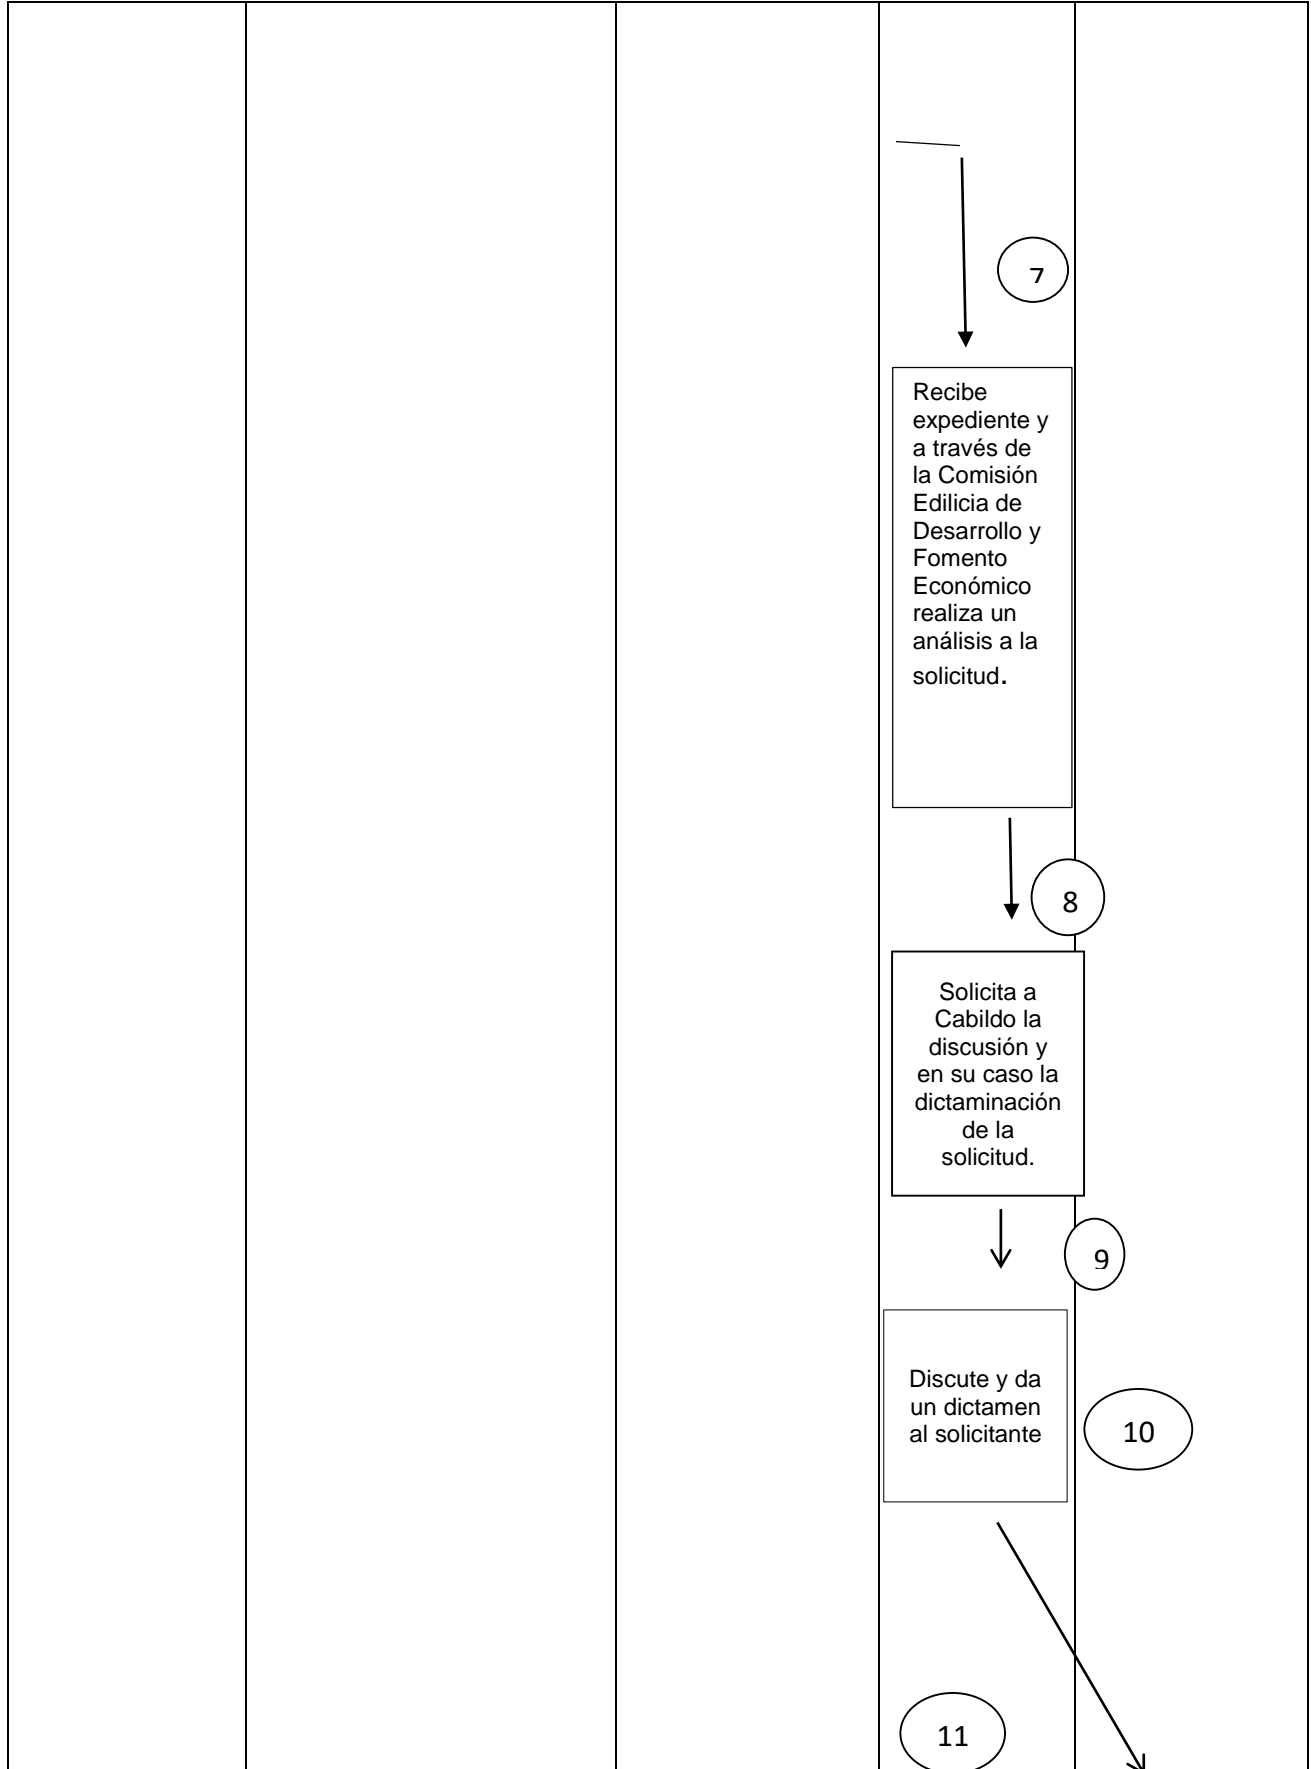 7
Recibe
expediente y
a través de
la Comisión
Edilicia de
Desarrollo y
Fomento
Económico
realiza un
análisis a la
solicitud.
8
Solicita a
Cabildo la
discusión y
en su caso la
dictaminación
de la
solicitud.
9
Discute y da
un dictamen
al solicitante
10
11